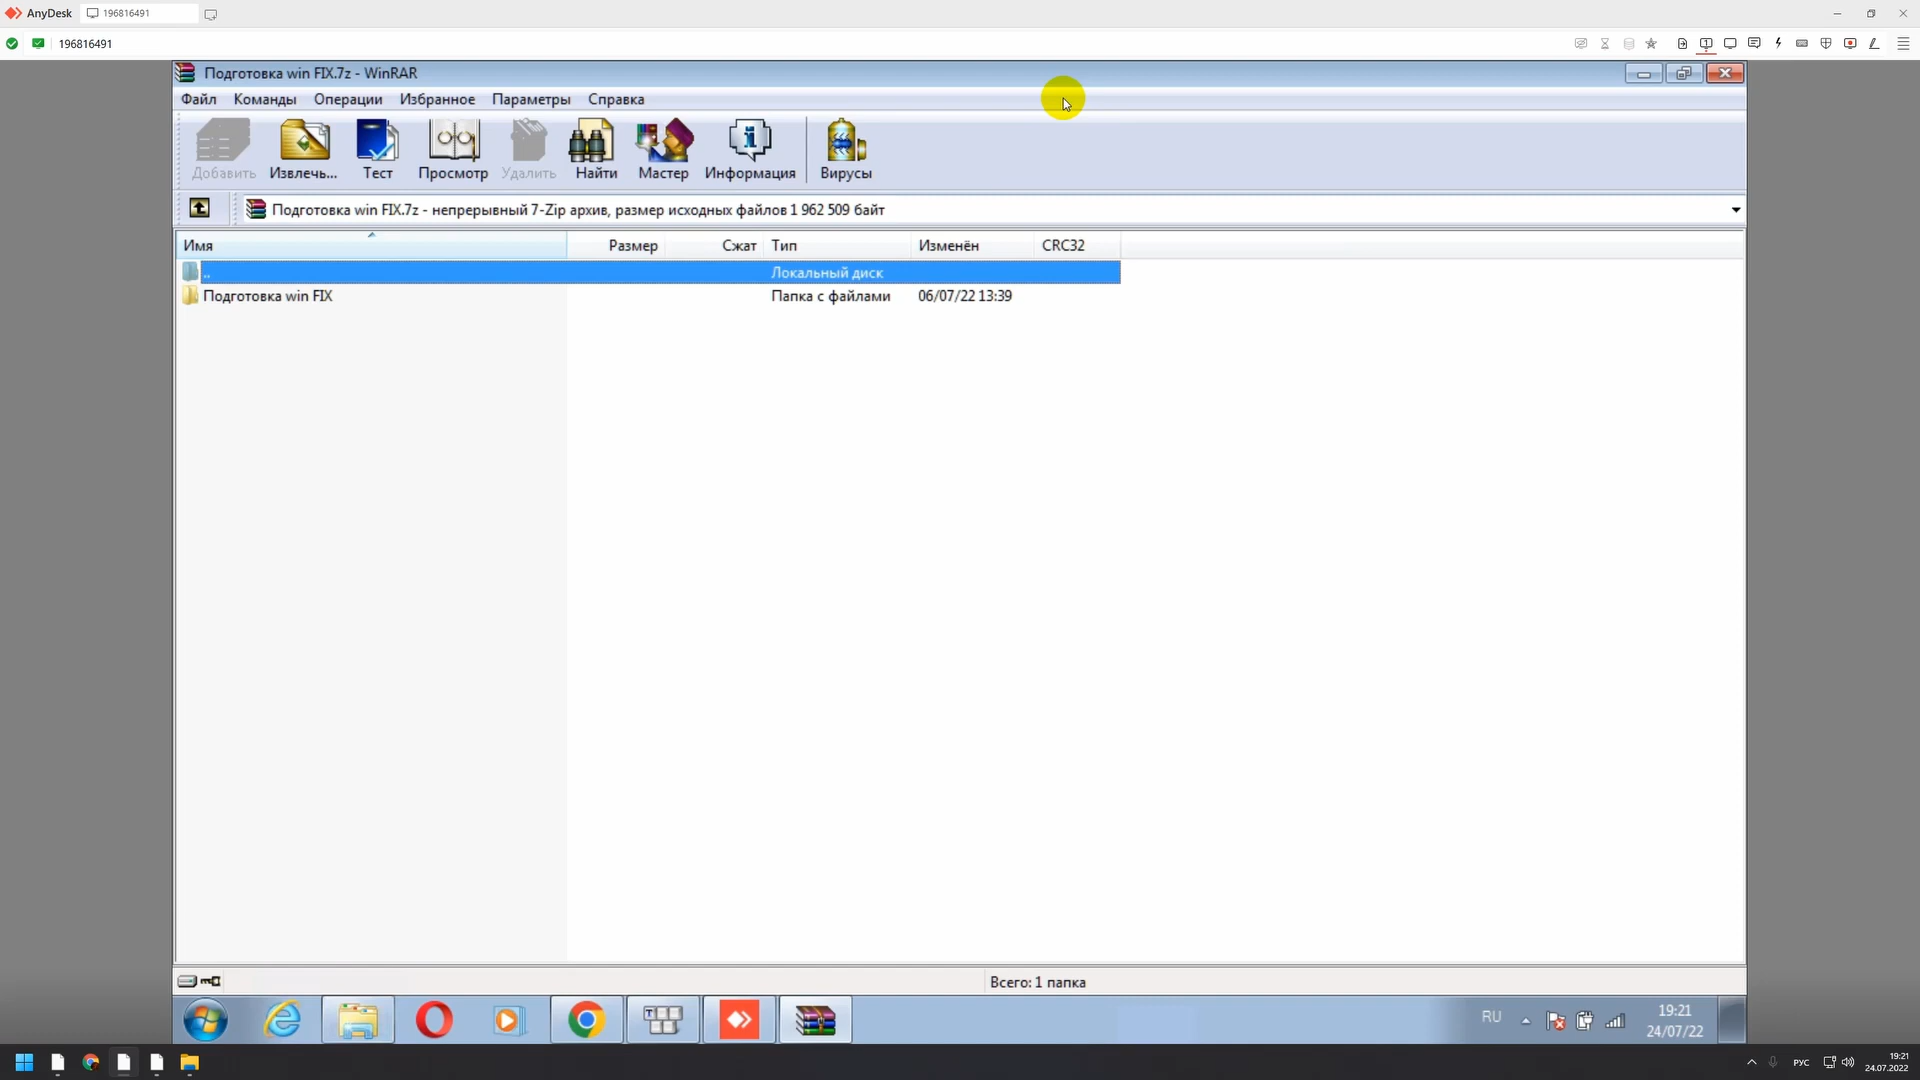 AnyDesk 196816491
196816491
Подготовка win FIX.7z - WinRAR
Файл Команды Операции Избранное Параметры Справка
Добавить Извлечь... Тест Просмотр Удалить Найти Мастер Информация Вирусы
Подготовка win FIX.7z - непрерывный 7-Zip архив, размер исходных файлов 1 962 509 байт
Имя Размер Сжат Тип Изменён CRC32
.. Локальный диск
Подготовка win FIX Папка с файлами 06/07/22 13:39
Всего: 1 папка
RU 19:21
24/07/22
РУС 19:21
24.07.2022